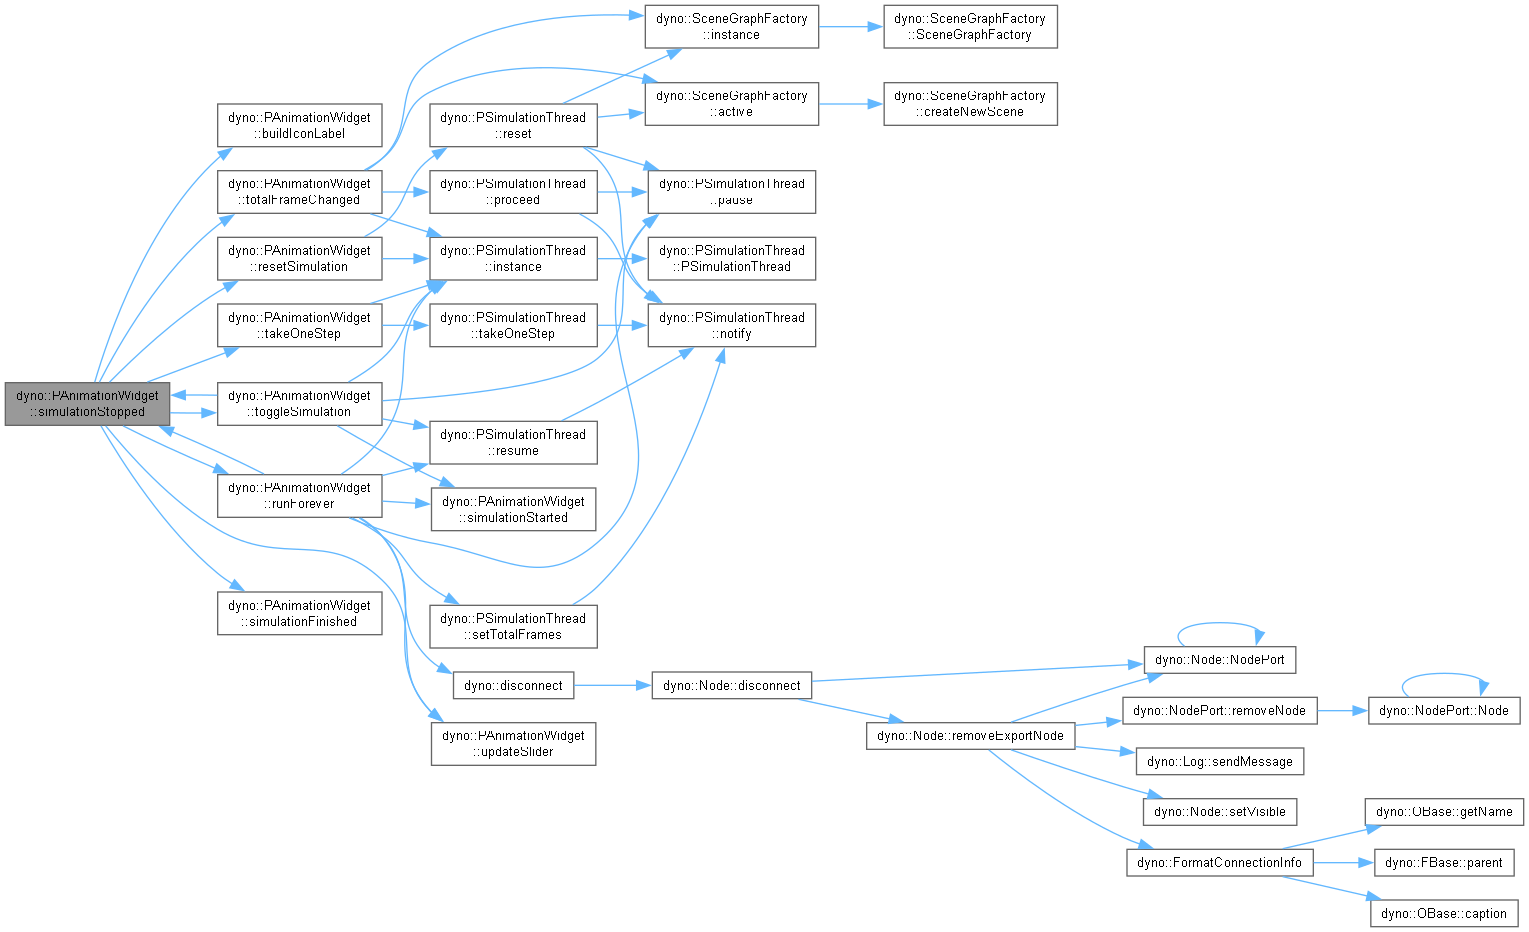 dyno::SceneGraphFactory
::instance
dyno::SceneGraphFactory
::SceneGraphFactory
dyno::SceneGraphFactory
::active
dyno::SceneGraphFactory
::createNewScene
dyno::PAnimationWidget
::buildIconLabel
dyno::PSimulationThread
::reset
dyno::PAnimationWidget
::totalFrameChanged
dyno::PSimulationThread
::proceed
dyno::PSimulationThread
::pause
dyno::PAnimationWidget
::resetSimulation
dyno::PSimulationThread
::instance
dyno::PSimulationThread
::PSimulationThread
dyno::PAnimationWidget
::takeOneStep
dyno::PSimulationThread
::takeOneStep
dyno::PSimulationThread
::notify
dyno::PAnimationWidget
::simulationStopped
dyno::PAnimationWidget
::toggleSimulation
dyno::PSimulationThread
::resume
dyno::PAnimationWidget
::runForever
dyno::PAnimationWidget
::simulationStarted
dyno::PAnimationWidget
::simulationFinished
dyno::PSimulationThread
::setTotalFrames
dyno::disconnect
dyno::Node::disconnect
dyno::Node::NodePort
dyno::NodePort::removeNode
dyno::NodePort::Node
dyno::PAnimationWidget
::updateSlider
dyno::Node::removeExportNode
dyno::Log::sendMessage
dyno::Node::setVisible
dyno::OBase::getName
dyno::FormatConnectionInfo
dyno::FBase::parent
dyno::OBase::caption